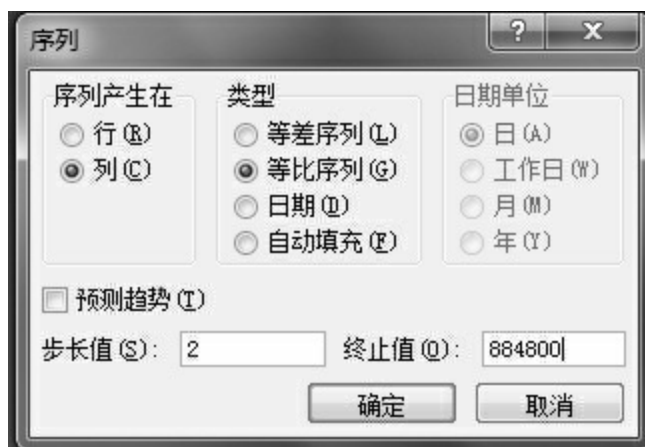 序列
序列产生在
行(R)
列(C)
类型
等差序列(L)
等比序列(G)
日期(D)
自动填充(F)
日期单位
日(A)
工作日(W)
月(M)
年(Y)
预测趋势(T)
步长值(S): 2 终止值(O): 884800
确定 取消